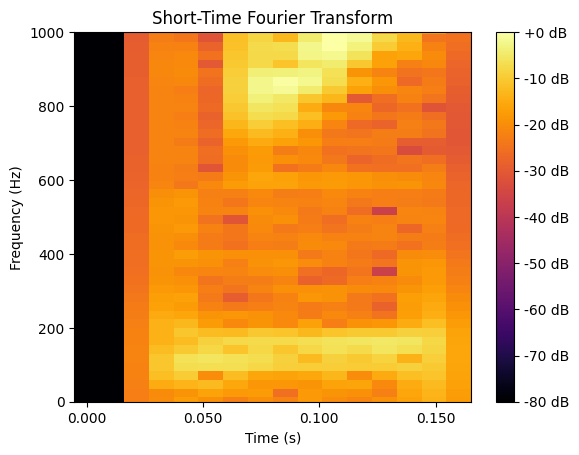 Short-Time Fourier Transform
1000
800
600
400
200
0
Frequency (Hz)
0.000
0.050
0.100
0.150
Time (s)
+0 dB
-10 dB
-20 dB
-30 dB
-40 dB
-50 dB
-60 dB
-70 dB
-80 dB